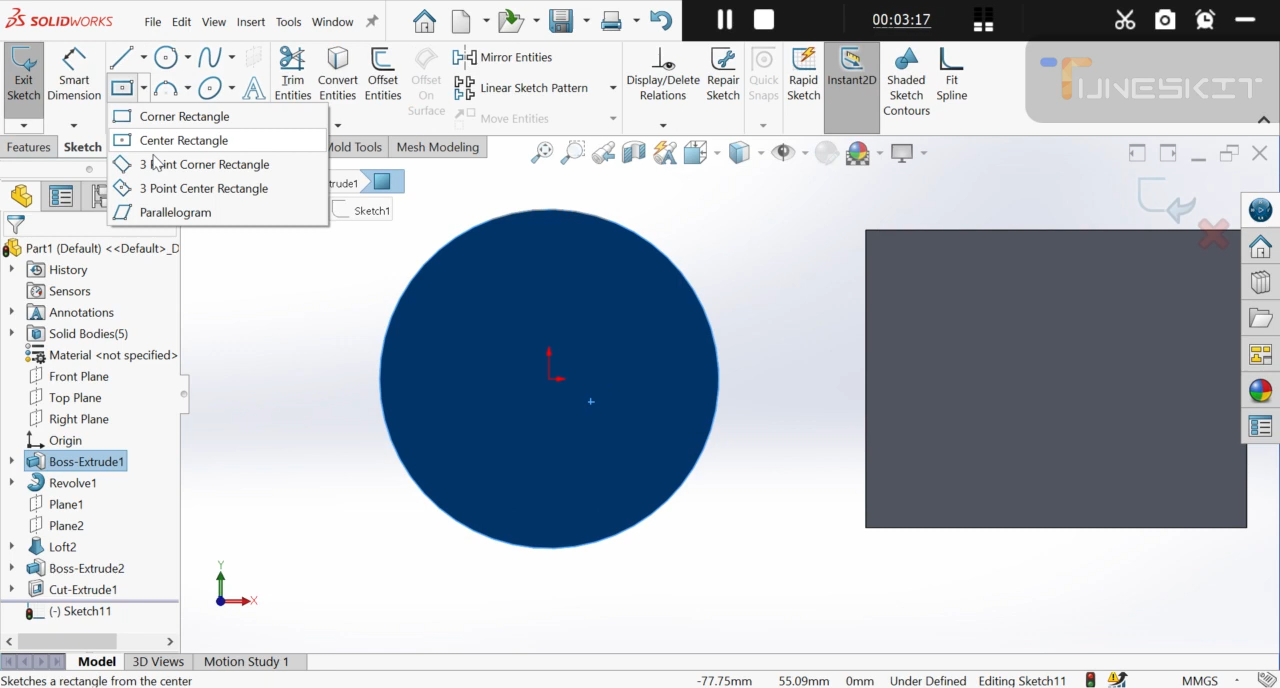 SOLIDWORKS
File Edit View Insert Tools Window
00:03:17
TUNESKIT
Exit Sketch
Smart Dimension
Trim Entities
Convert Entities
Offset Entities
Offset On Surface
Mirror Entities
Linear Sketch Pattern
Move Entities
Display/Delete Relations
Repair Sketch
Quick Snaps
Rapid Sketch
Instant2D
Shaded Sketch Contours
Fit Spline
Corner Rectangle
Center Rectangle
3 Point Corner Rectangle
3 Point Center Rectangle
Parallelogram
Features Sketch Mold Tools Mesh Modeling
Sketch1
Part1 (Default) <<Default>_D
History
Sensors
Annotations
Solid Bodies(5)
Material <not specified>
Front Plane
Top Plane
Right Plane
Origin
Boss-Extrude1
Revolve1
Plane1
Plane2
Loft2
Boss-Extrude2
Cut-Extrude1
(-) Sketch11
Y
X
Model 3D Views Motion Study 1
Sketches a rectangle from the center -77.75mm 55.09mm 0mm Under Defined Editing Sketch11 MMGS